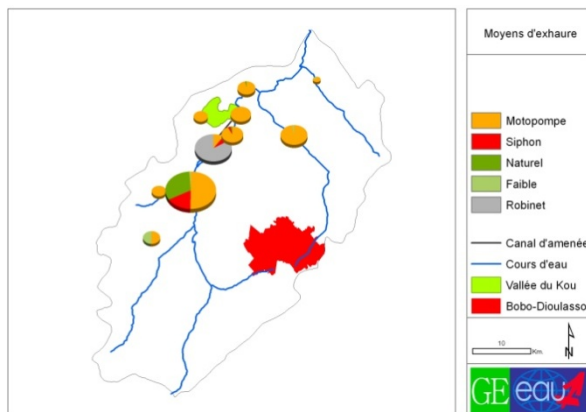 Moyens d'exhaure
Motopompe
Siphon
Naturel
Faible
Robinet
Canal d'amenée
Cours d'eau
Vallée du Kou
Bobo-Dioulasso
10
Km.
N
GE eau